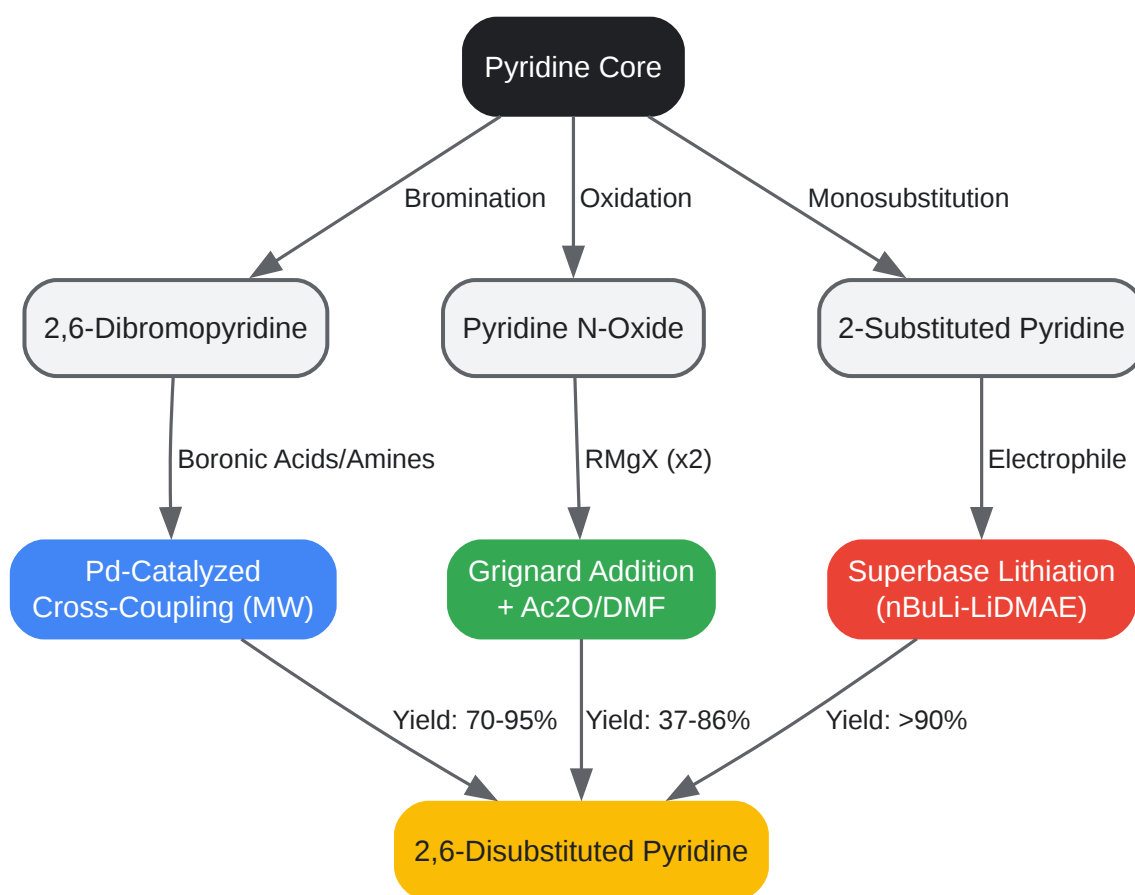 Pyridine Core
Bromination
Oxidation
Monosubstitution
2,6-Dibromopyridine
Pyridine N-Oxide
2-Substituted Pyridine
Boronic Acids/Amines
RMgX (x2)
Electrophile
Pd-Catalyzed
Cross-Coupling (MW)
Grignard Addition
+ Ac2O/DMF
Superbase Lithiation
(nBuLi-LiDMAE)
Yield: 70-95%
Yield: 37-86%
Yield: >90%
2,6-Disubstituted Pyridine